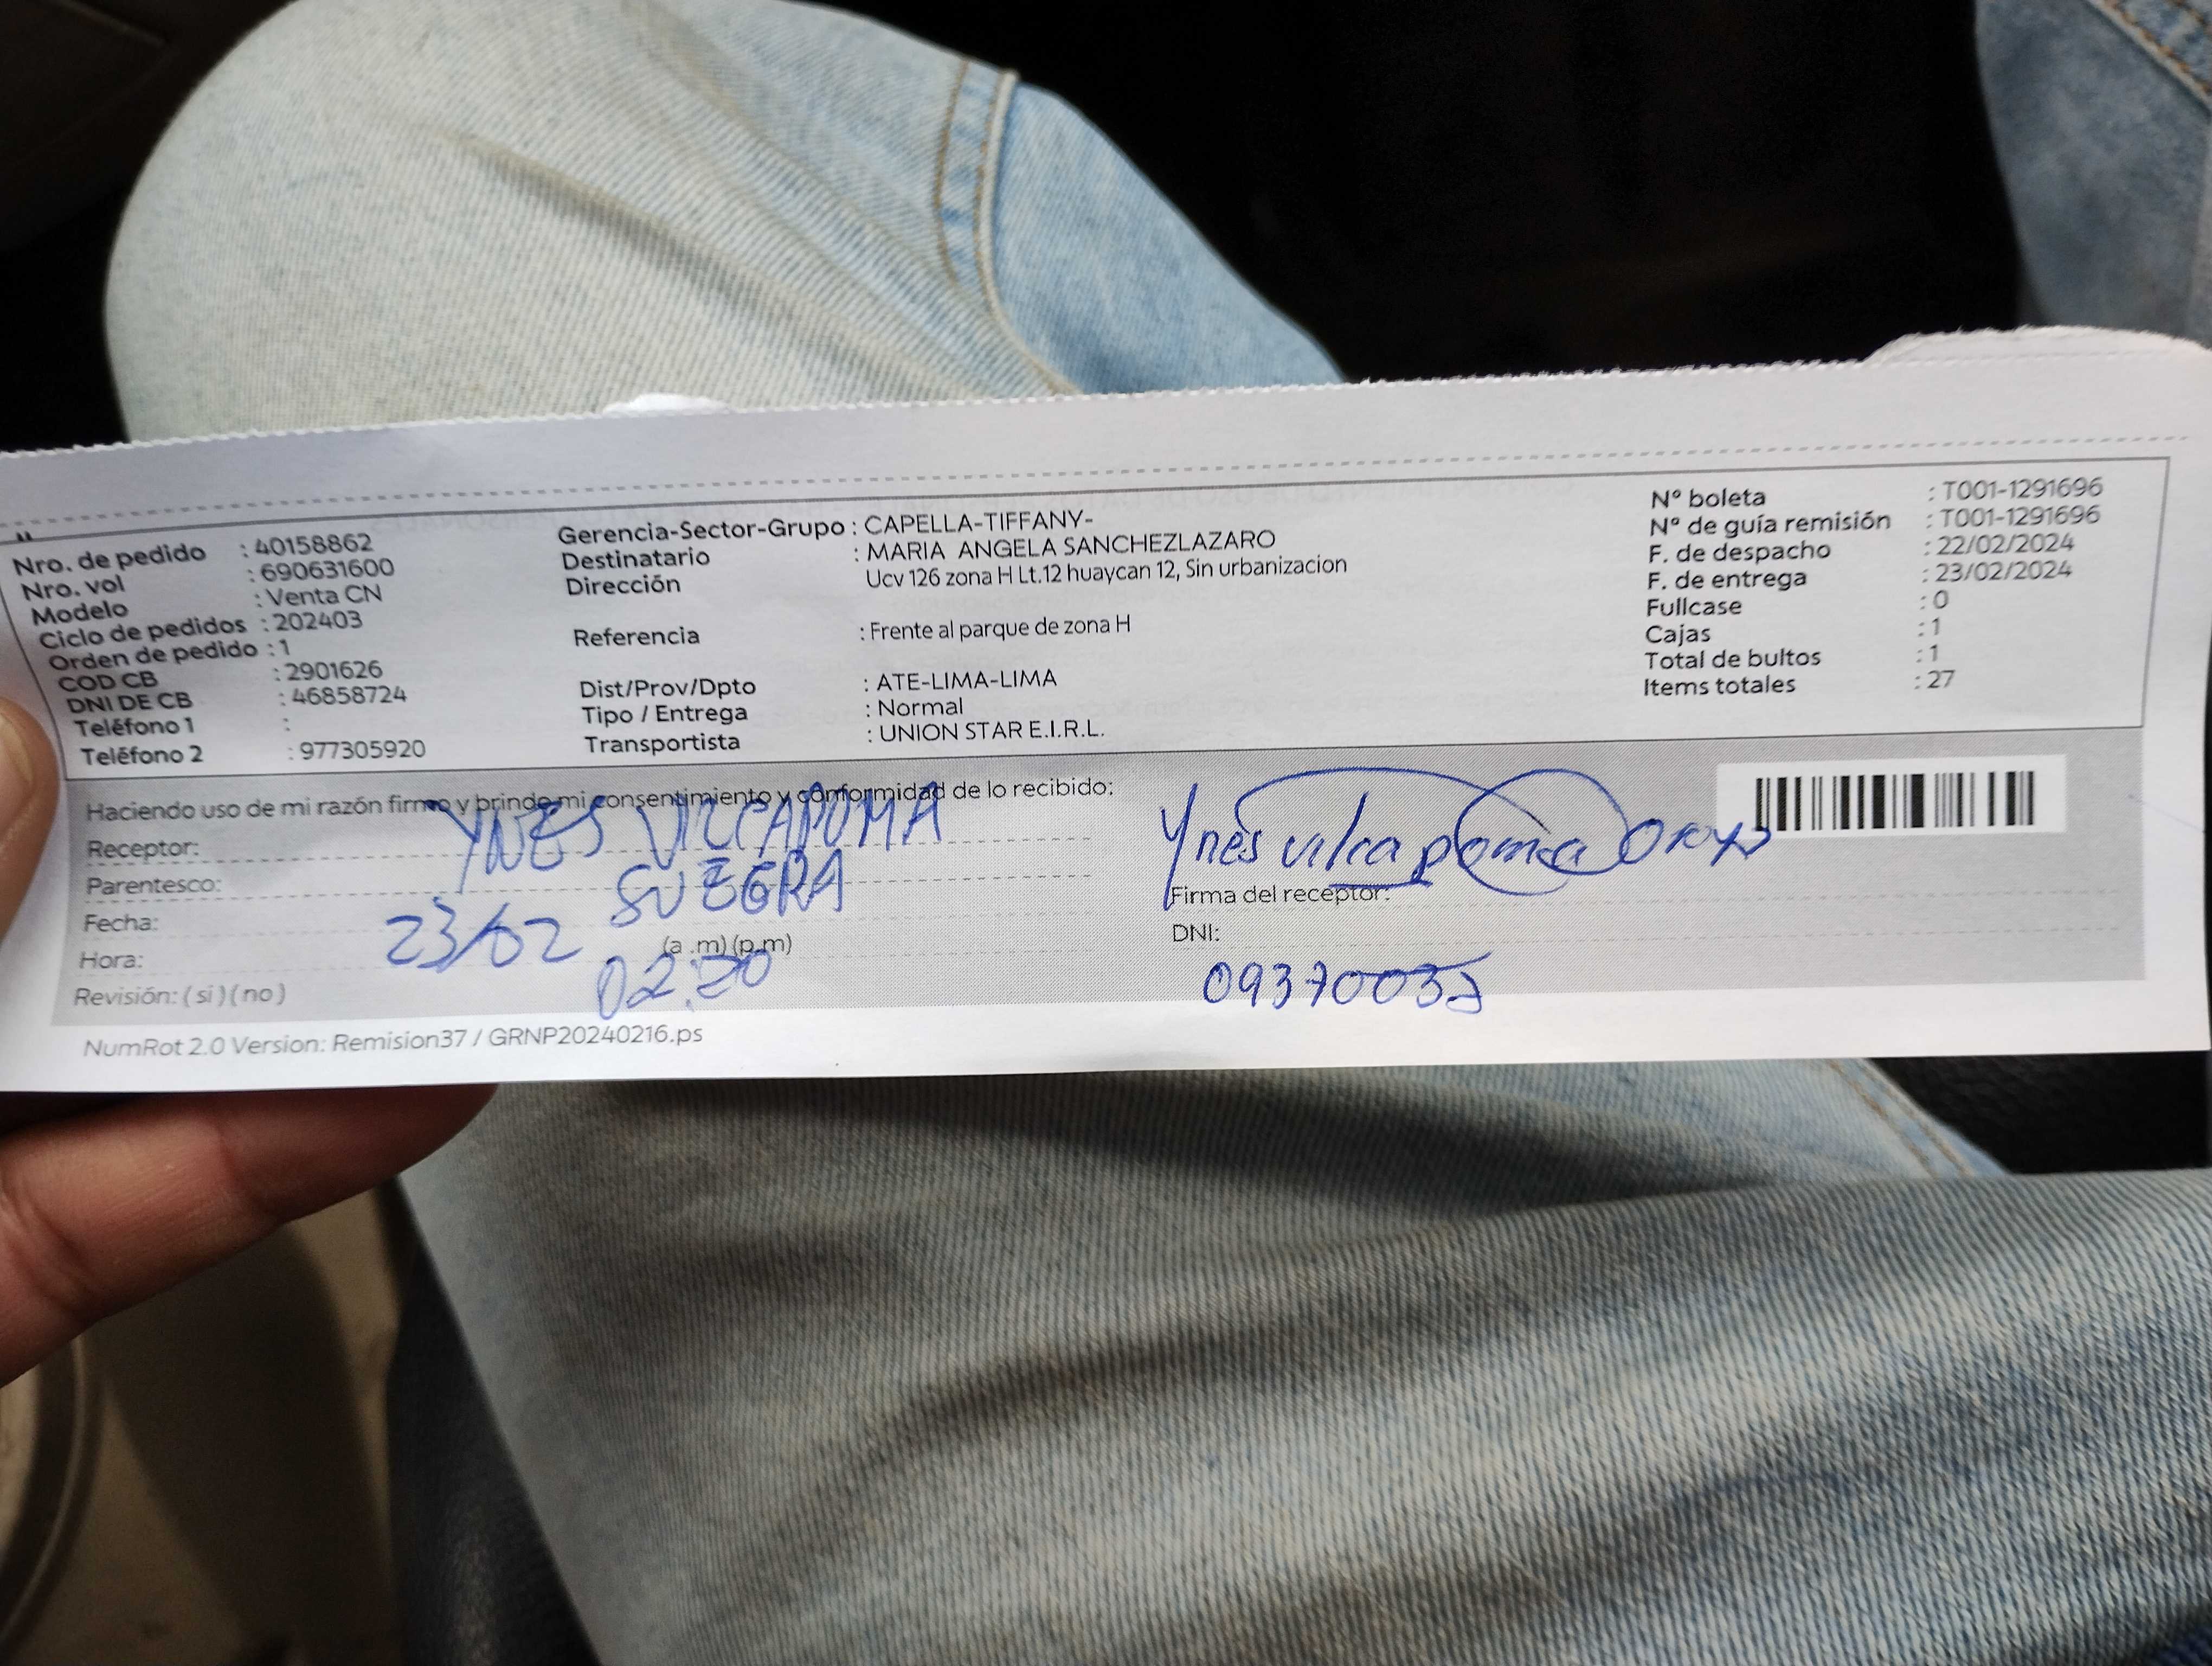 Nro. de pedido : 40158862
Nro. vol : 690631600
Modelo : Venta CN
Ciclo de pedidos : 202403
Orden de pedido : 1
COD CB : 2901626
DNI DE CB : 46858724
Teléfono 1 :
Teléfono 2 : 977305920
Gerencia-Sector-Grupo : CAPELLA-TIFFANY-
Destinatario : MARIA ANGELA SANCHEZLAZARO
Dirección Ucv 126 zona H Lt.12 huaycan 12, Sin urbanizacion
Referencia : Frente al parque de zona H
Dist/Prov/Dpto : ATE-LIMA-LIMA
Tipo / Entrega : Normal
Transportista : UNION STAR E.I.R.L.
Nº boleta : T001-1291696
Nº de guía remisión : T001-1291696
F. de despacho : 22/02/2024
F. de entrega : 23/02/2024
Fullcase : 0
Cajas : 1
Total de bultos : 1
Items totales : 27
Haciendo uso de mi razón firmo y brindo mi consentimiento y conformidad de lo recibido:
Receptor: YNES VILCAPOMA
Parentesco: SUEGRA
Fecha: 23/02
Hora: 02:20 (a .m) (p.m)
Revisión: ( si ) ( no )
Ynes vilcapoma
Firma del receptor:
DNI:
NumRot 2.0 Version: Remision37 / GRNP20240216.ps